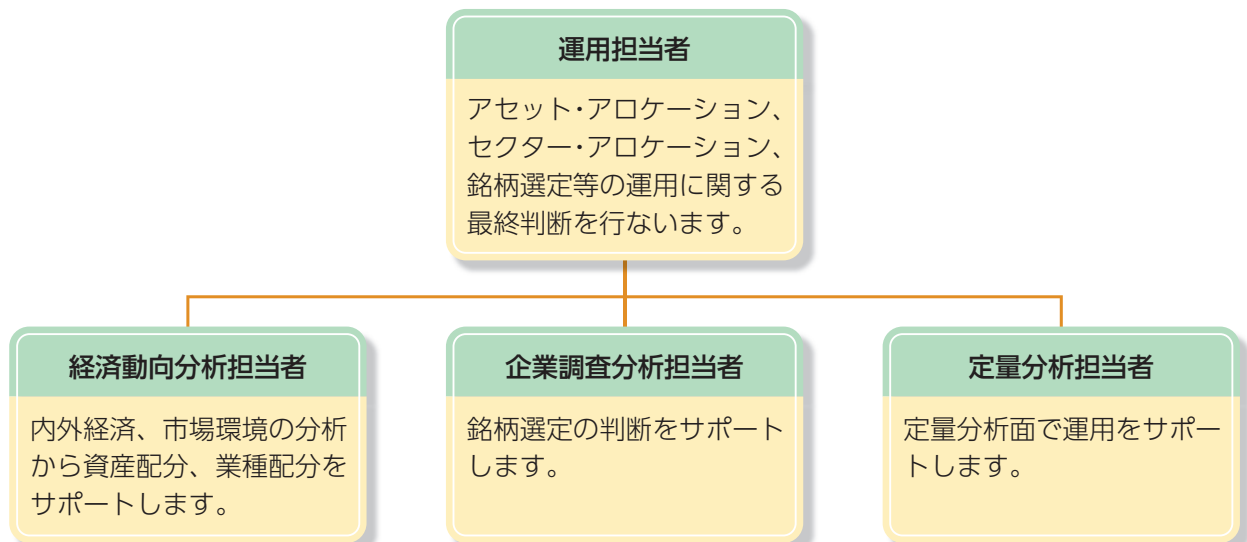 運用担当者
アセット・アロケーション、
セクター・アロケーション、
銘柄選定等の運用に関する
最終判断を行ないます。
経済動向分析担当者
内外経済、市場環境の分析
から資産配分、業種配分を
サポートします。
企業調査分析担当者
銘柄選定の判断をサポート
します。
定量分析担当者
定量分析面で運用をサポー
トします。